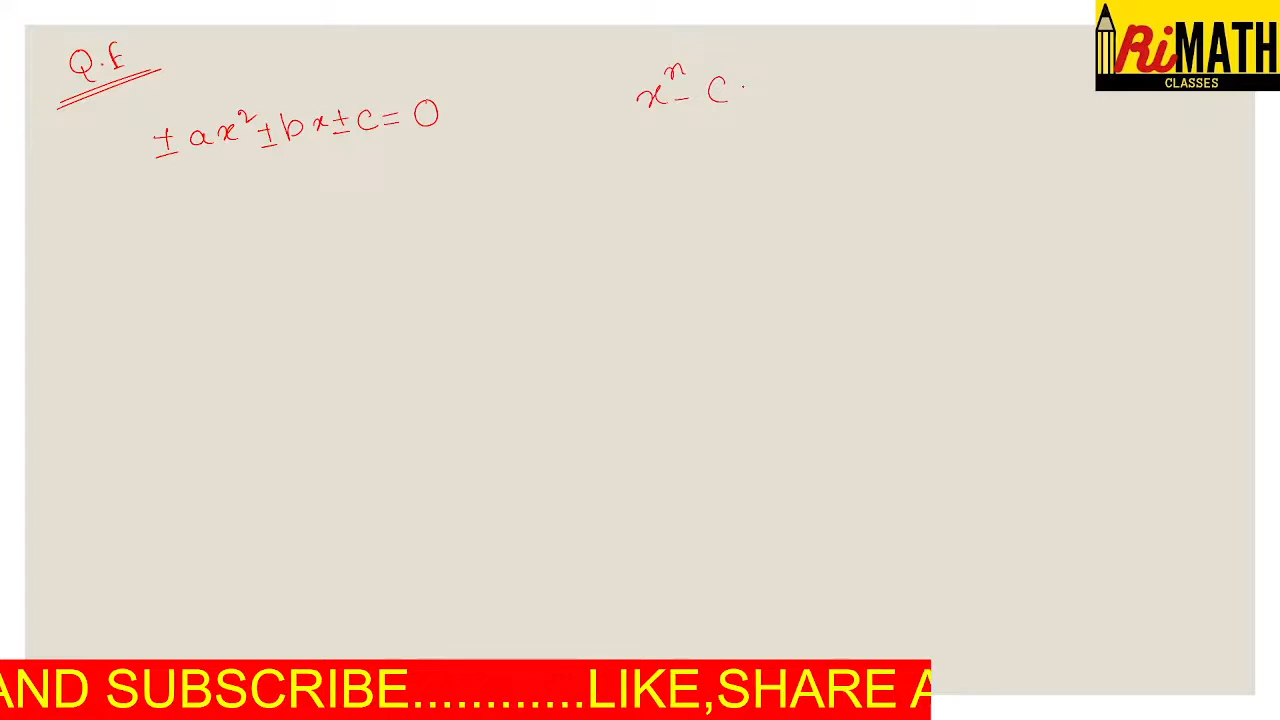 Q.E
± ax² ± bx ± c = 0
xⁿ - c .
RiMATH
CLASSES
AND SUBSCRIBE............LIKE,SHARE A